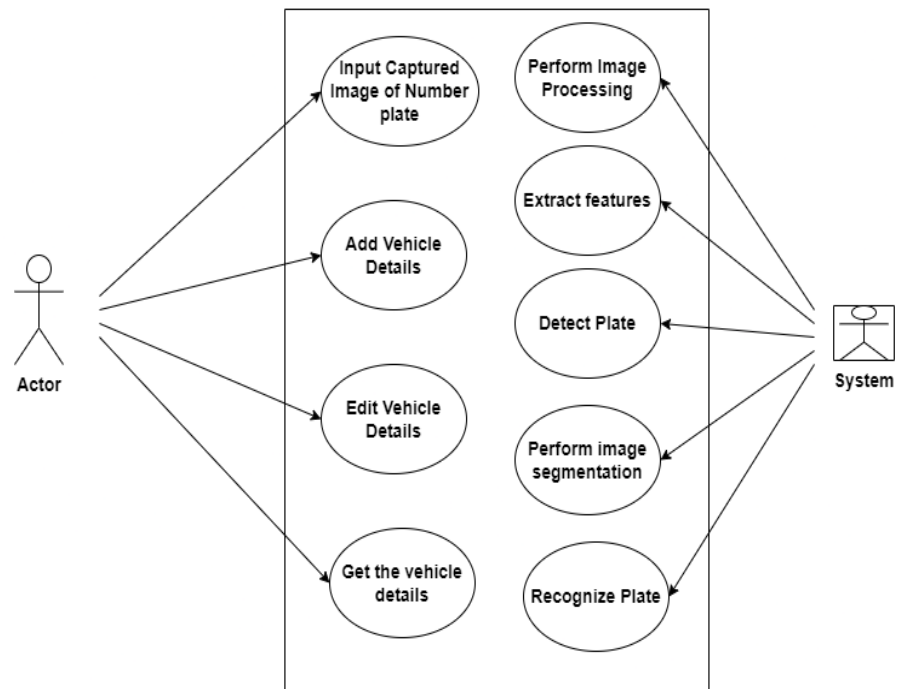 Input Captured
Image of Number
plate
Perform Image
Processing
Extract features
Add Vehicle
Details
Detect Plate
Actor
System
Edit Vehicle
Details
Perform image
segmentation
Get the vehicle
details
Recognize Plate